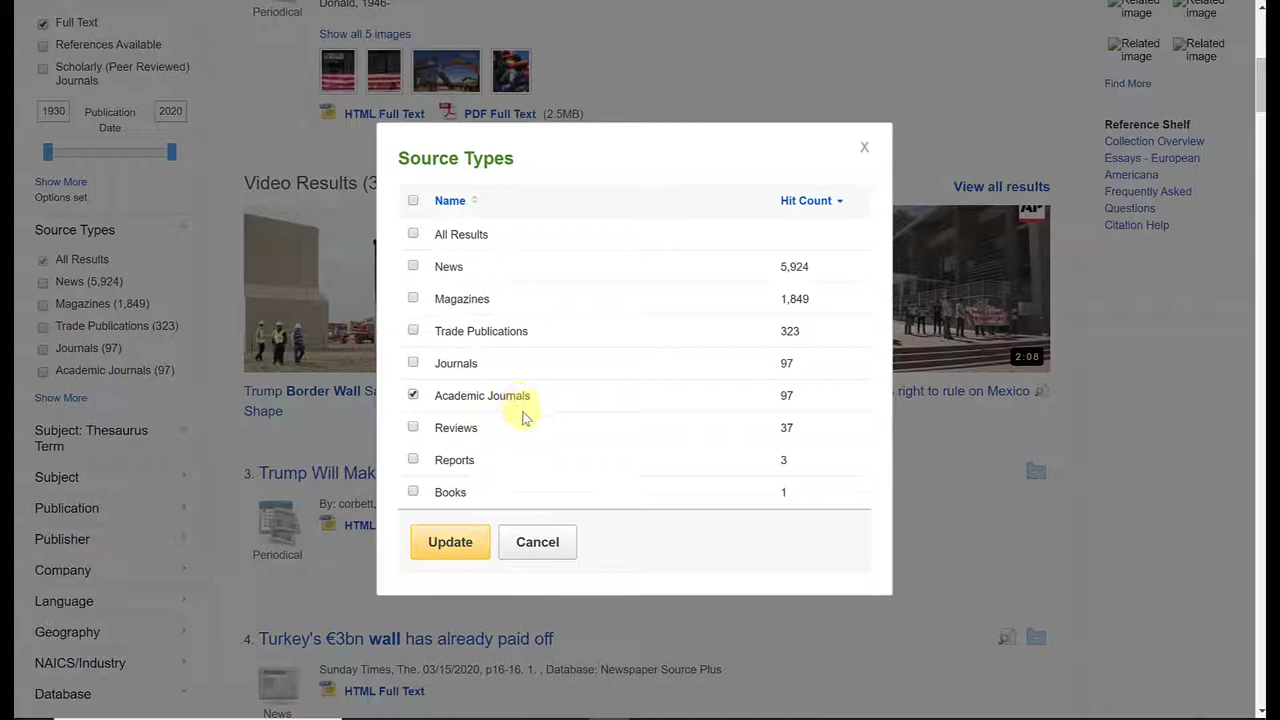 Full Text
References Available
Scholarly (Peer Reviewed)
Journals
1930
Publication
Date
2020
Show More
Options set
Source Types
All Results
News (5,924)
Magazines (1,849)
Trade Publications (323)
Journals (97)
Academic Journals (97)
Show More
Subject: Thesaurus
Term
Subject
Publication
Publisher
Company
Language
Geography
NAICS/Industry
Database
Periodical
Donald, 1946-
Show all 5 images
HTML Full Text
PDF Full Text (2.5MB)
Video Results (3
View all results
AP
2:08
Trump Border Wall Sa
Shape
right to rule on Mexico
3. Trump Will Mak
By: corbett,
HTM
Periodical
4. Turkey's €3bn wall has already paid off
Sunday Times, The. 03/15/2020, p16-16. 1. , Database: Newspaper Source Plus
HTML Full Text
News
Source Types
X
Name
Hit Count
All Results
News 5,924
Magazines 1,849
Trade Publications 323
Journals 97
Academic Journals 97
Reviews 37
Reports 3
Books 1
Update
Cancel
Related Related
image image
Related Related
image image
Find More
Reference Shelf
Collection Overview
Essays - European
Americana
Frequently Asked
Questions
Citation Help